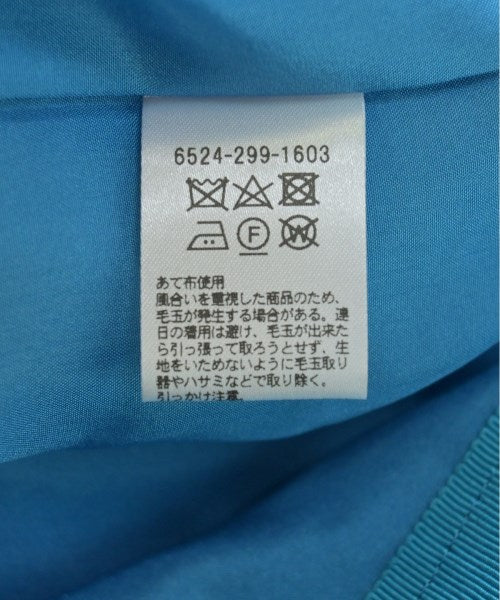 6524-299-1603
F
W
あて布使用
風合いを重視した商品のため、
毛玉が発生する場合がある。連
日の着用は避け、毛玉が出来た
ら引っ張って取ろうとせず、生
地をいためないように毛玉取り
器やハサミなどで取り除く。
引っかけ注意。